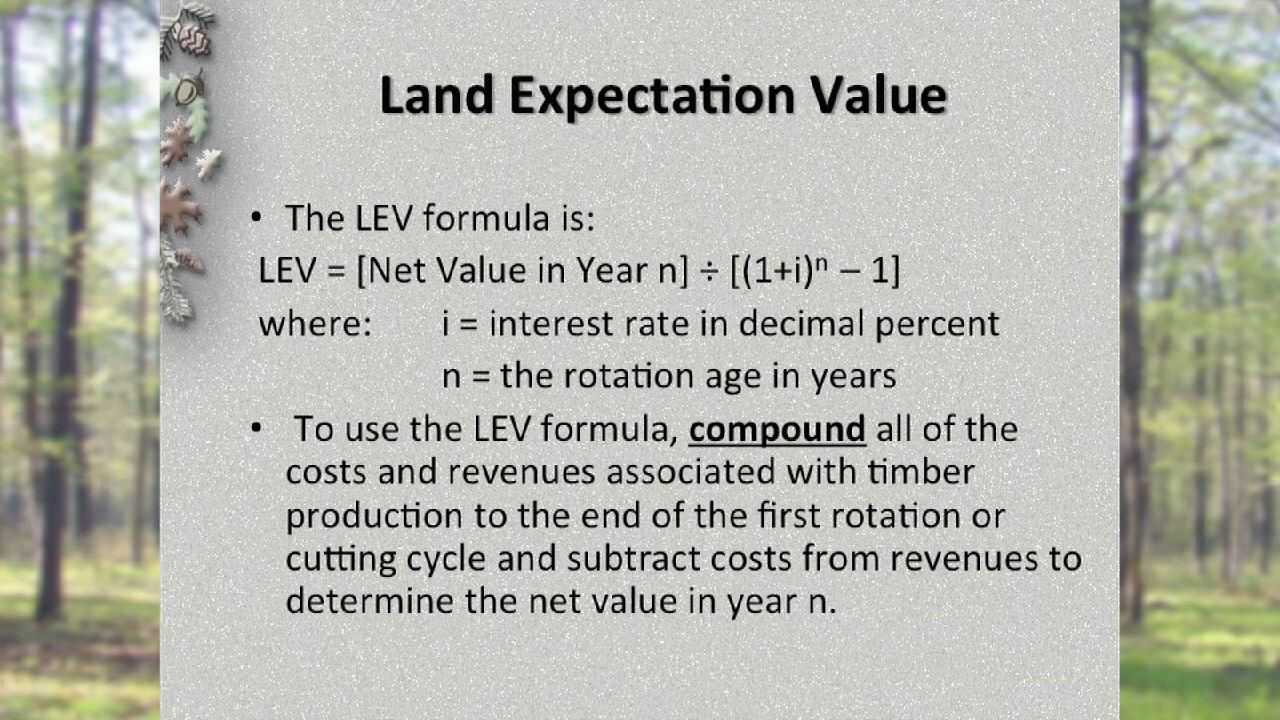 Land Expectation Value
• The LEV formula is:
LEV = [Net Value in Year n] ÷ [(1+i)ⁿ – 1]
where: i = interest rate in decimal percent
n = the rotation age in years
• To use the LEV formula, compound all of the
costs and revenues associated with timber
production to the end of the first rotation or
cutting cycle and subtract costs from revenues to
determine the net value in year n.